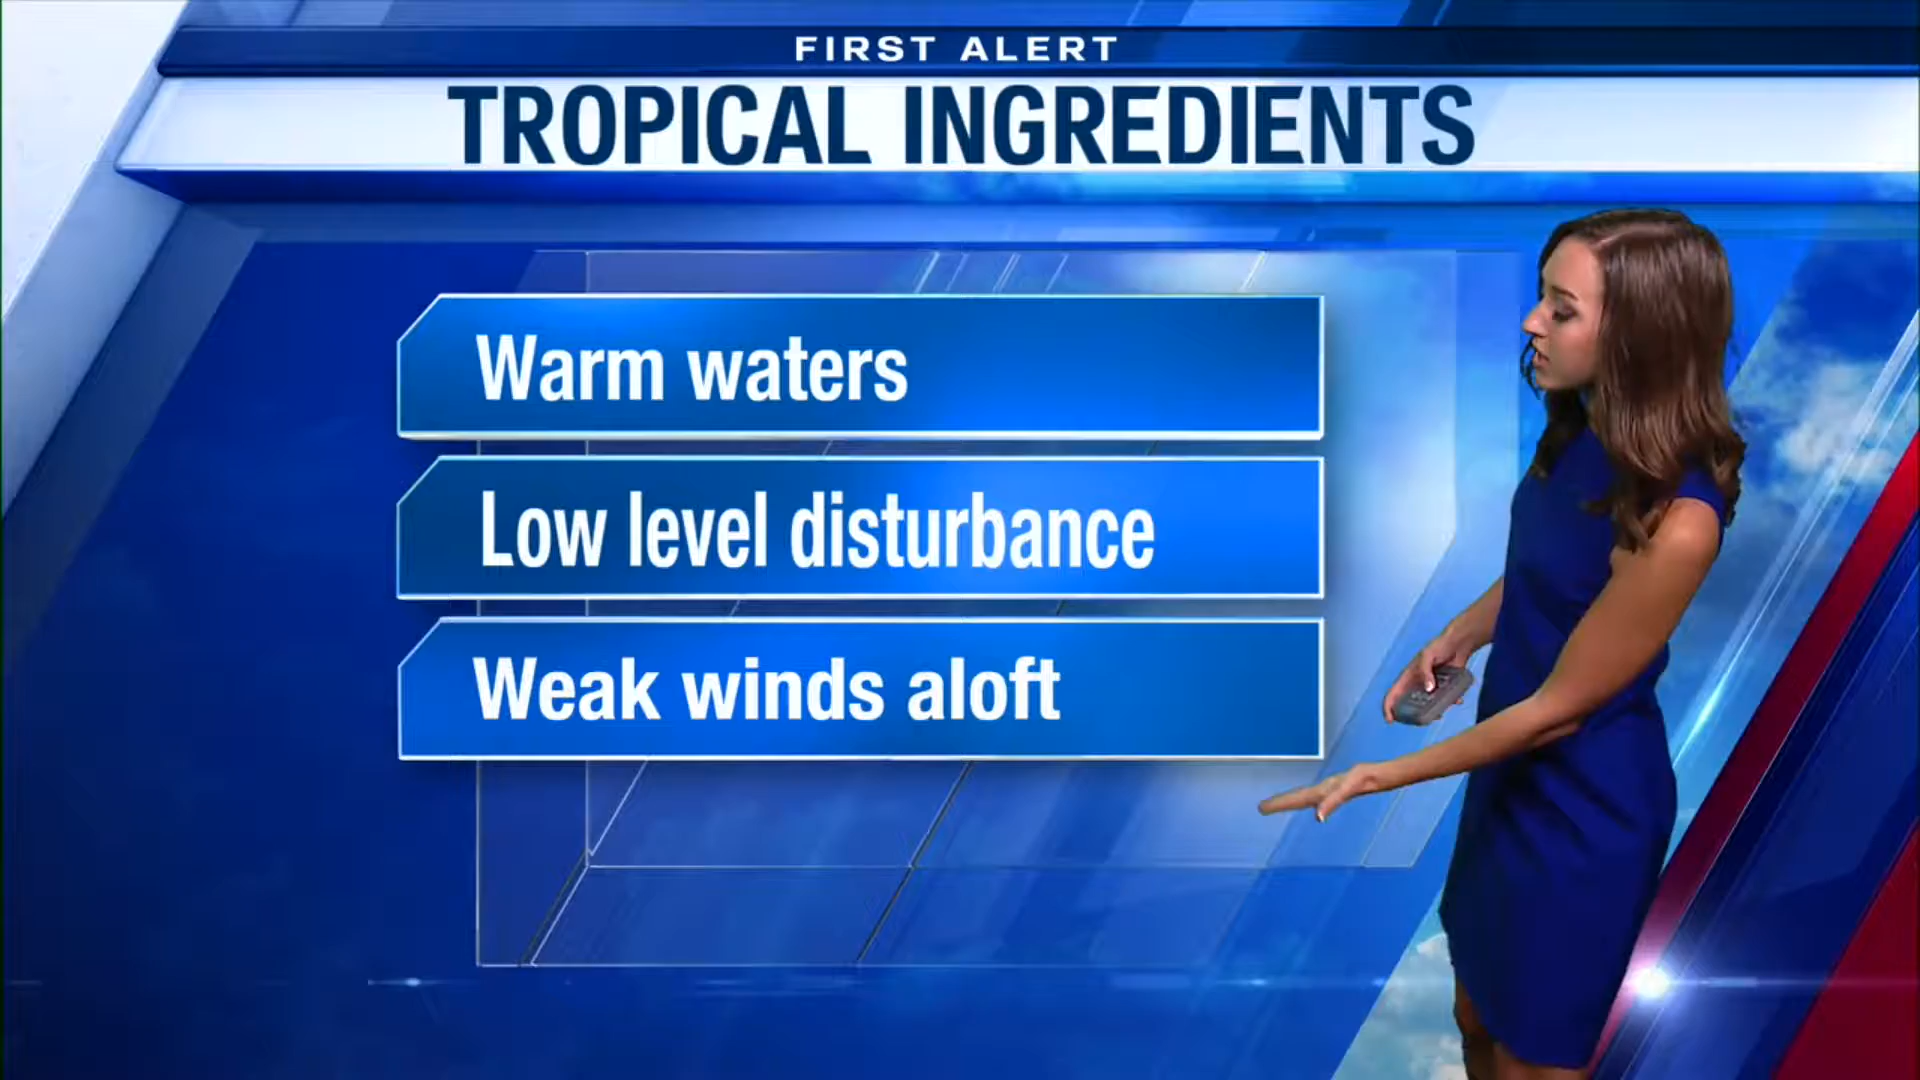 FIRST ALERT
TROPICAL INGREDIENTS
Warm waters
Low level disturbance
Weak winds aloft